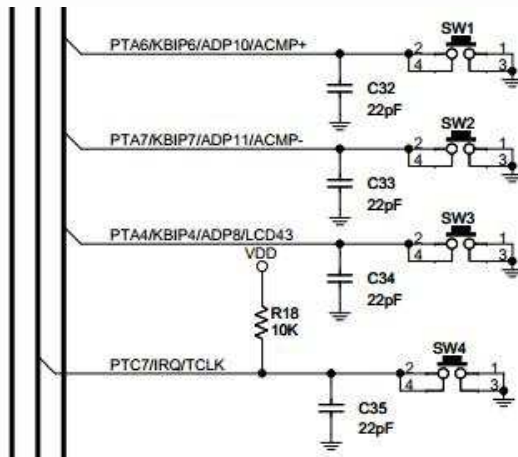 SW1
PTA6/KBIP6/ADP10/ACMP+
2
1
4
3
C32
22pF
SW2
PTA7/KBIP7/ADP11/ACMP-
2
1
4
3
C33
22pF
SW3
PTA4/KBIP4/ADP8/LCD43
2
1
4
3
VDD
C34
22pF
R18
10K
SW4
PTC7/IRQ/TCLK
2
1
4
3
C35
22pF